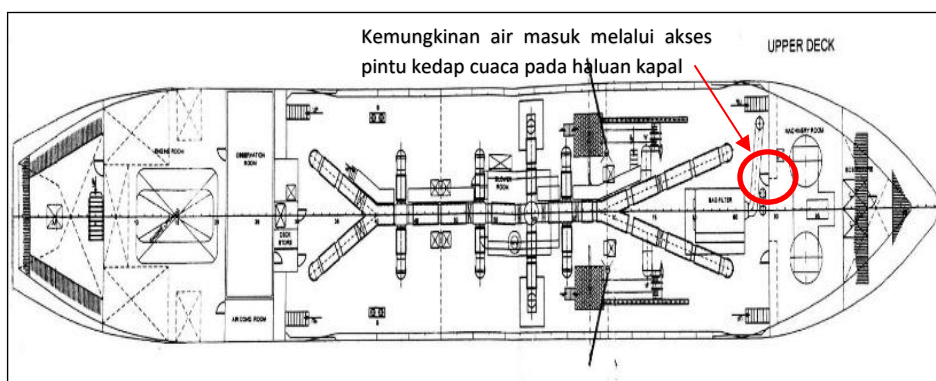 Kemungkinan air masuk melalui akses
pintu kedap cuaca pada haluan kapal
UPPER DECK
MACHINERY ROOM
ENGINE ROOM
OBSERVATION
ROOM
BLOWER
ROOM
BAG FILTER
DECK
STORE
AIR COND. ROOM